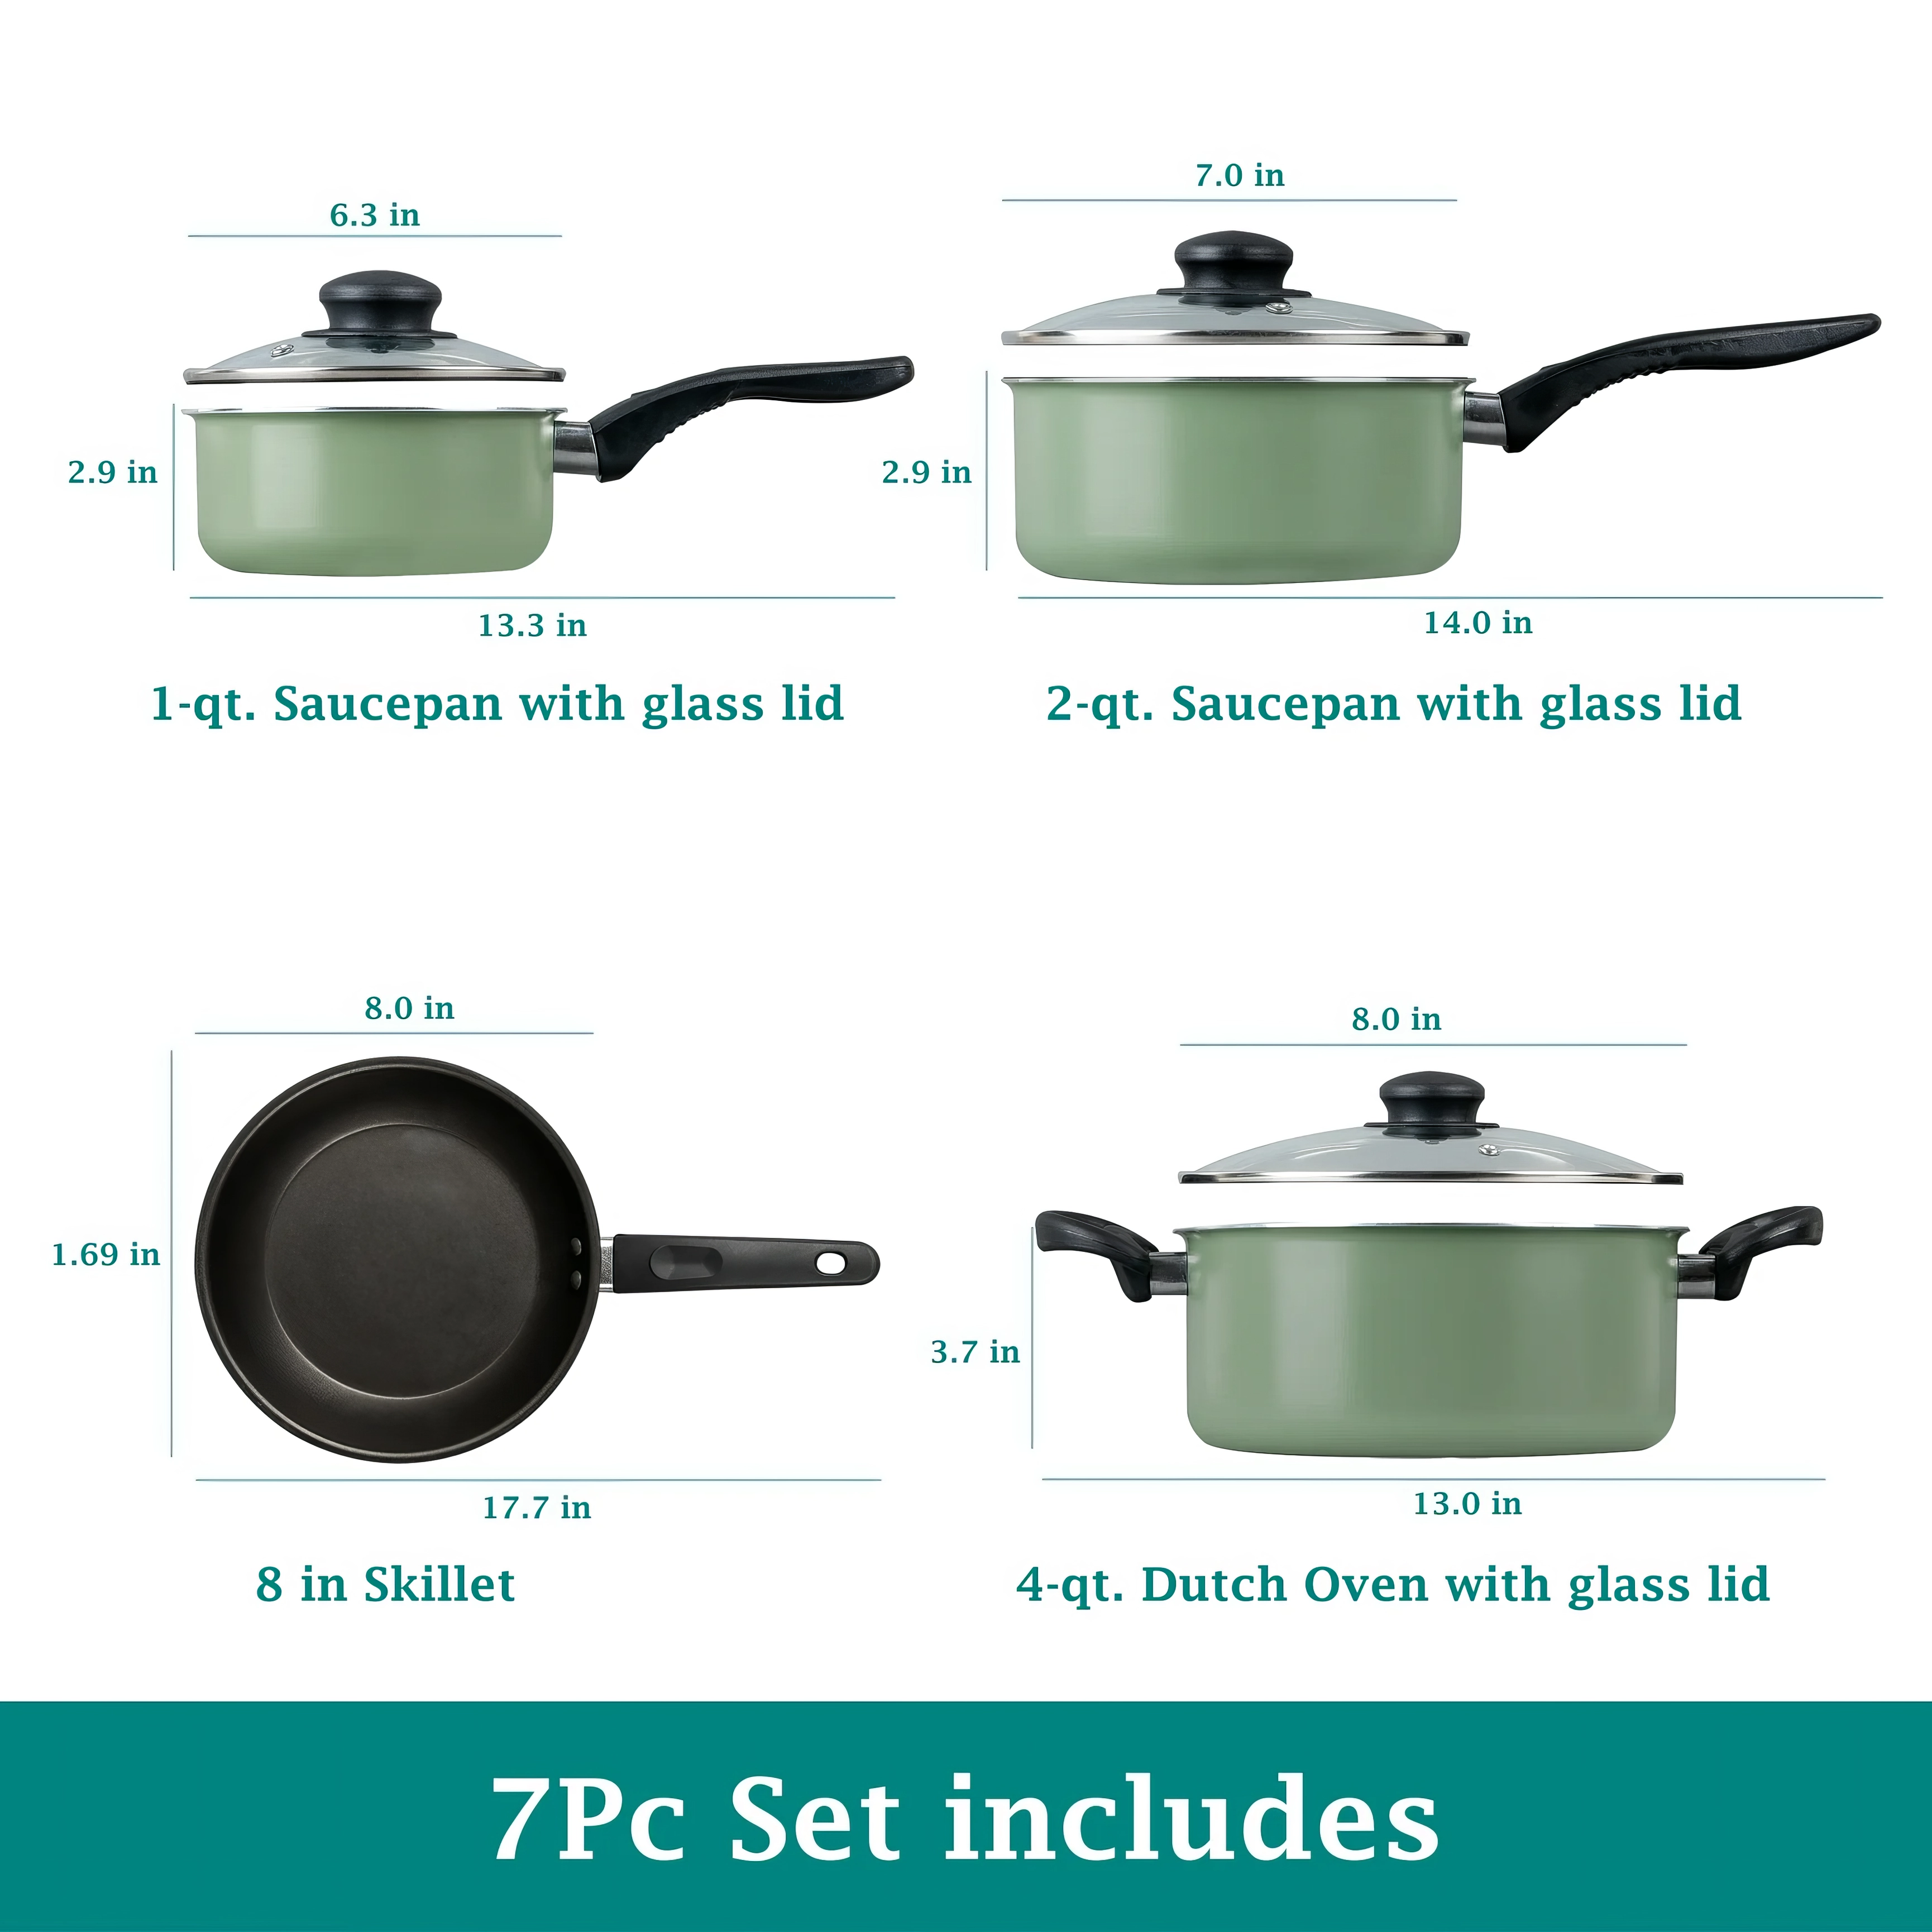 6.3 in
2.9 in
13.3 in
1-qt. Saucepan with glass lid
7.0 in
2.9 in
14.0 in
2-qt. Saucepan with glass lid
8.0 in
1.69 in
17.7 in
8 in Skillet
8.0 in
3.7 in
13.0 in
4-qt. Dutch Oven with glass lid
7Pc Set includes